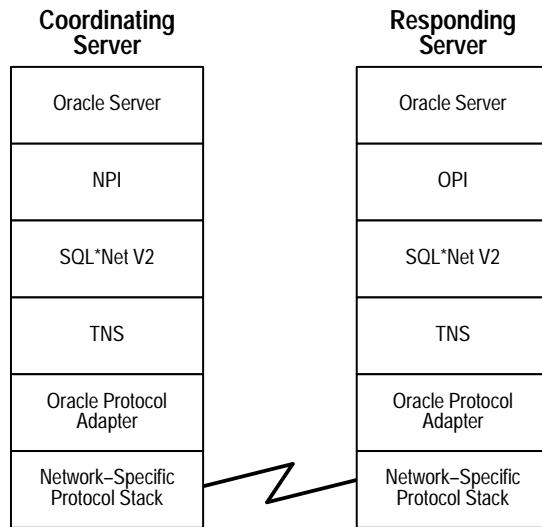 Coordinating
Server
Oracle Server
NPI
SQL*Net V2
TNS
Oracle Protocol
Adapter
Network–Specific
Protocol Stack
Responding
Server
Oracle Server
OPI
SQL*Net V2
TNS
Oracle Protocol
Adapter
Network–Specific
Protocol Stack